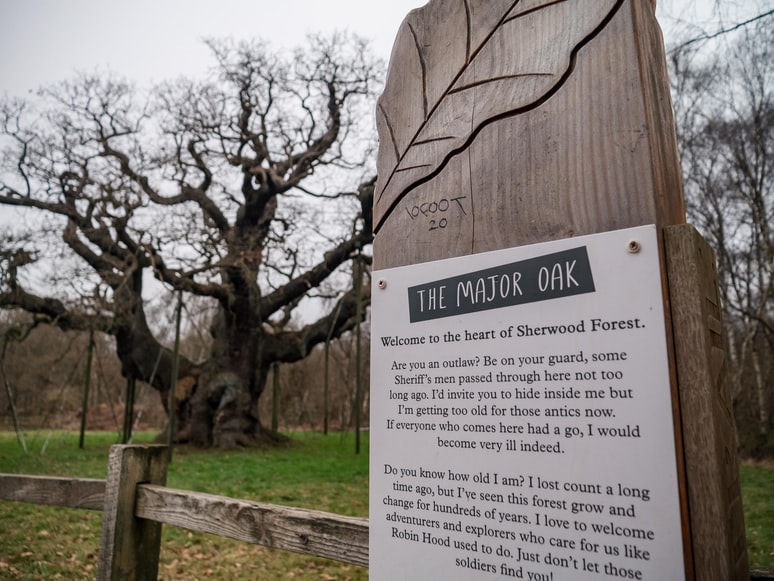 THE MAJOR OAK
Welcome to the heart of Sherwood Forest.
Are you an outlaw? Be on your guard, some
Sheriff's men passed through here not too
long ago. I'd invite you to hide inside me but
I'm getting too old for those antics now.
If everyone who comes here had a go, I would
become very ill indeed.
Do you know how old I am? I lost count a long
time ago, but I've seen this forest grow and
change for hundreds of years. I love to welcome
adventurers and explorers who care for us like
Robin Hood used to do. Just don't let those
soldiers find you!
20